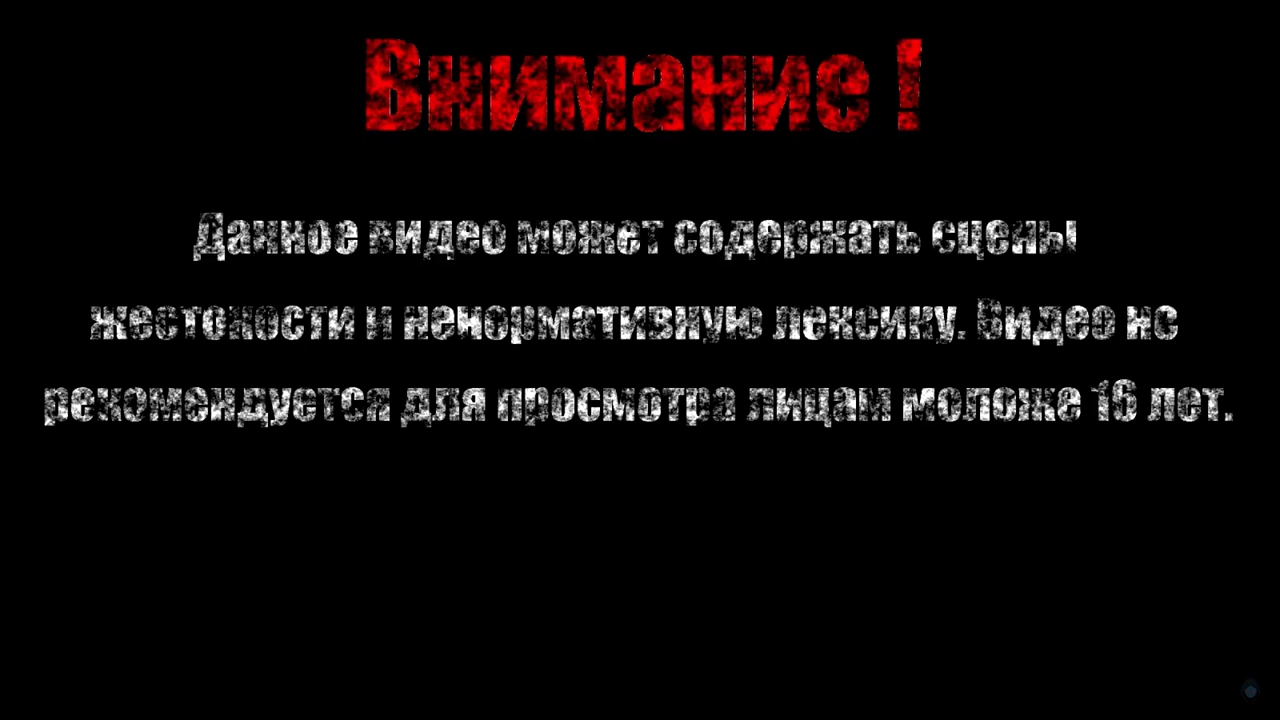 Внимание !
Данное видео может содержать сцены
жестокости и ненормативную лексику. Видео не
рекомендуется для просмотра лицам моложе 16 лет.